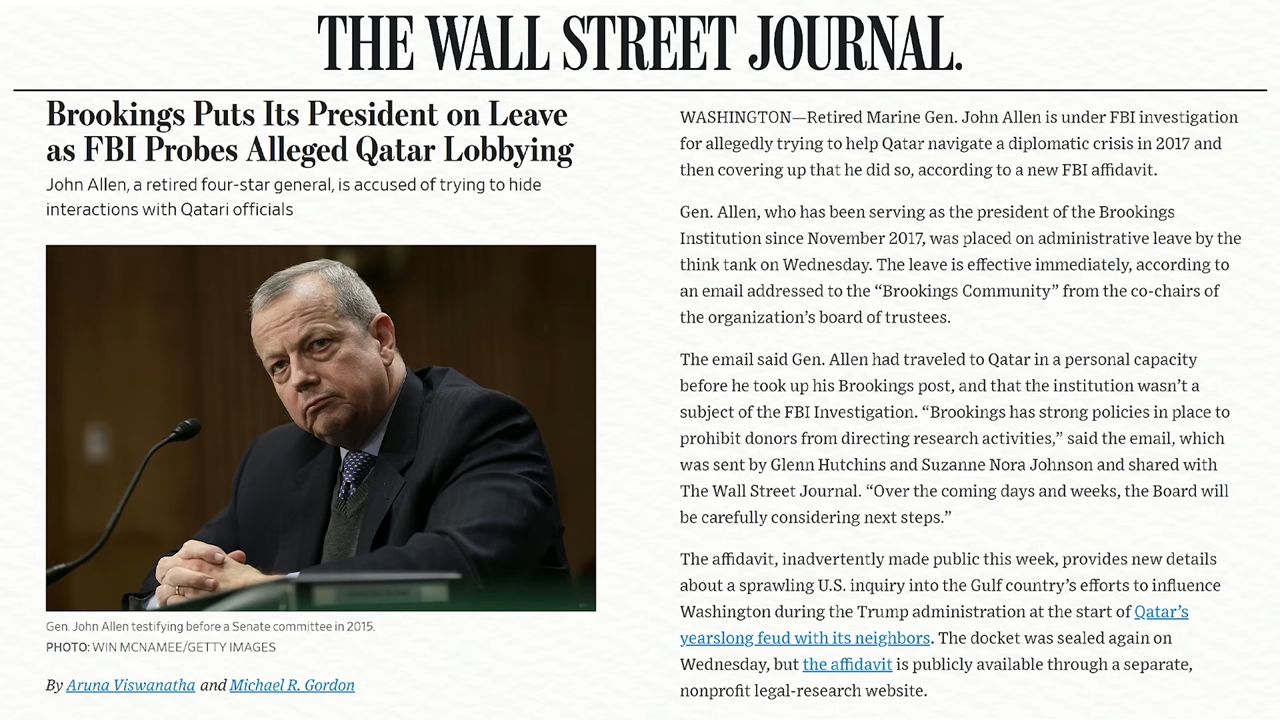 THE WALL STREET JOURNAL.
Brookings Puts Its President on Leave
as FBI Probes Alleged Qatar Lobbying
John Allen, a retired four-star general, is accused of trying to hide
interactions with Qatari officials
Gen. John Allen testifying before a Senate committee in 2015.
PHOTO: WIN MCNAMEE/GETTY IMAGES
By Aruna Viswanatha and Michael R. Gordon
WASHINGTON—Retired Marine Gen. John Allen is under FBI investigation
for allegedly trying to help Qatar navigate a diplomatic crisis in 2017 and
then covering up that he did so, according to a new FBI affidavit.
Gen. Allen, who has been serving as the president of the Brookings
Institution since November 2017, was placed on administrative leave by the
think tank on Wednesday. The leave is effective immediately, according to
an email addressed to the “Brookings Community” from the co-chairs of
the organization’s board of trustees.
The email said Gen. Allen had traveled to Qatar in a personal capacity
before he took up his Brookings post, and that the institution wasn’t a
subject of the FBI Investigation. “Brookings has strong policies in place to
prohibit donors from directing research activities,” said the email, which
was sent by Glenn Hutchins and Suzanne Nora Johnson and shared with
The Wall Street Journal. “Over the coming days and weeks, the Board will
be carefully considering next steps.”
The affidavit, inadvertently made public this week, provides new details
about a sprawling U.S. inquiry into the Gulf country’s efforts to influence
Washington during the Trump administration at the start of Qatar’s
yearslong feud with its neighbors. The docket was sealed again on
Wednesday, but the affidavit is publicly available through a separate,
nonprofit legal-research website.